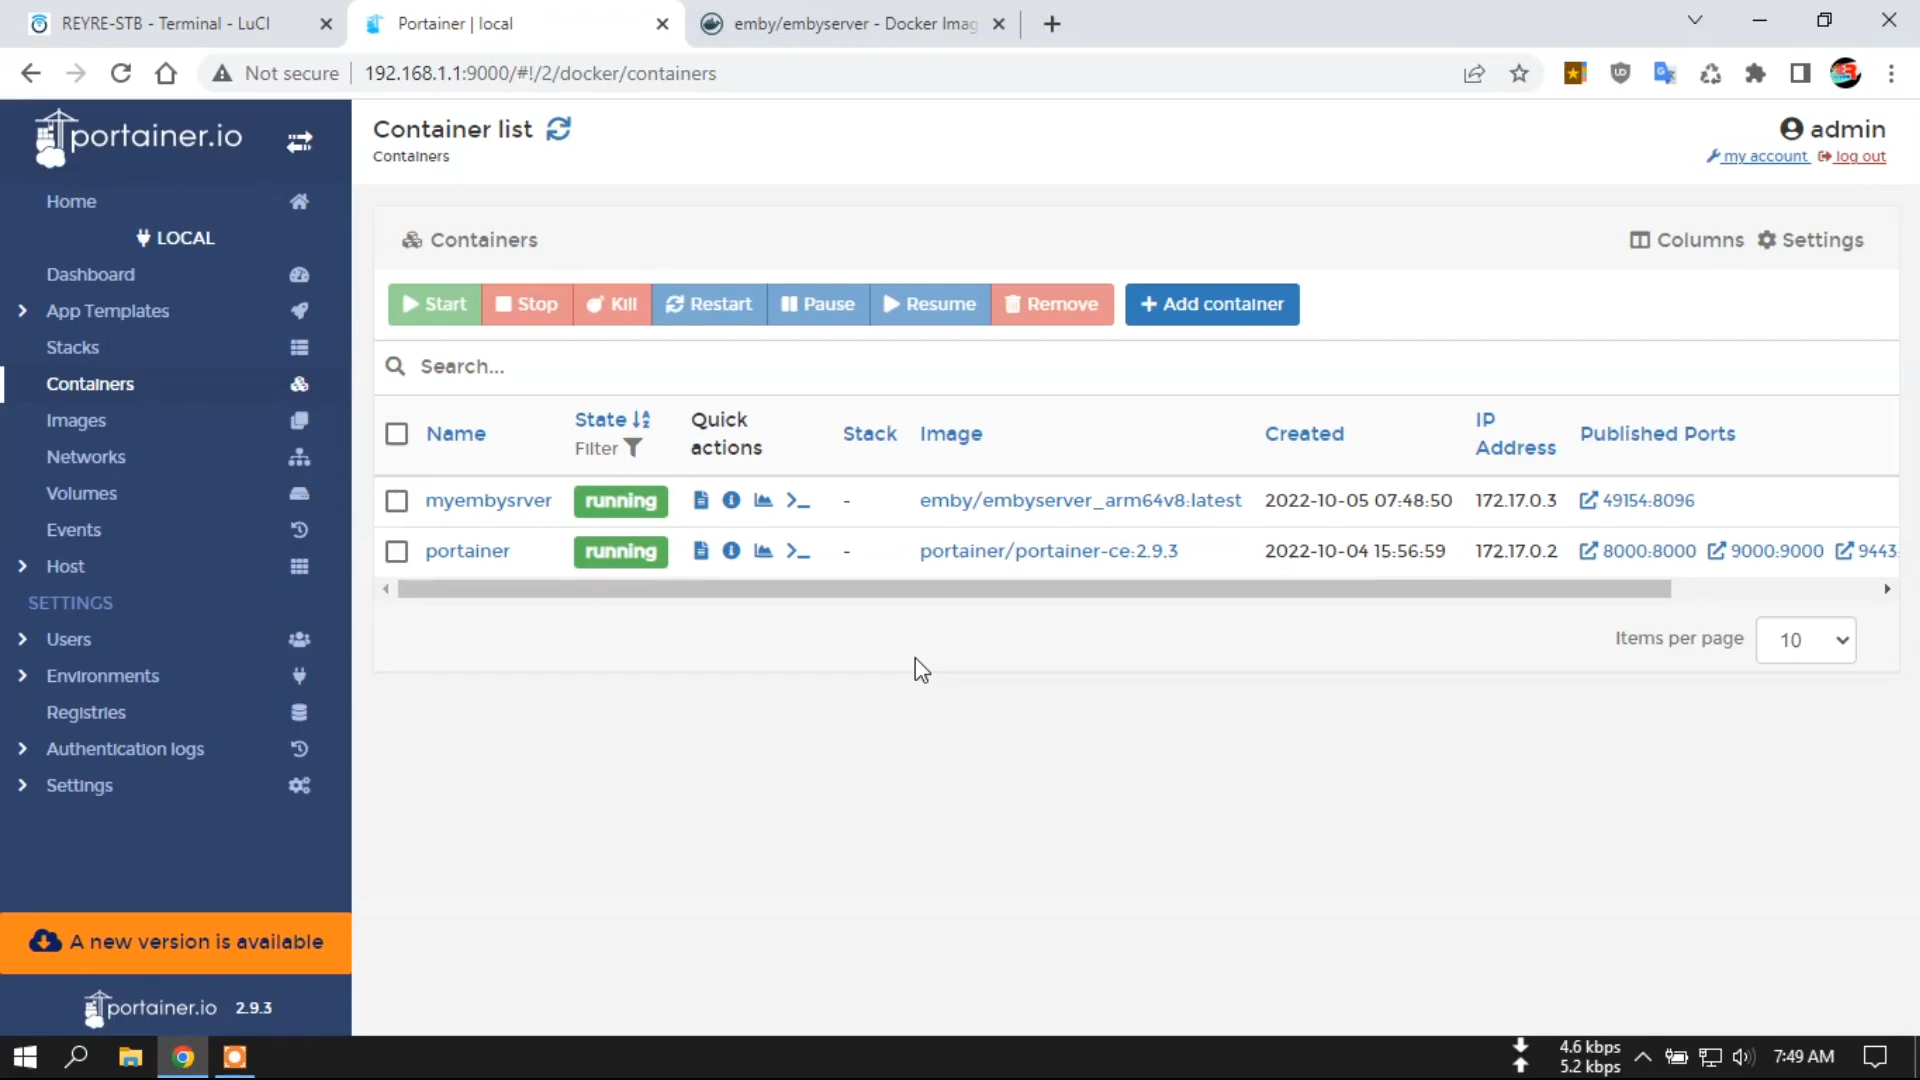 REYRE-STB - Terminal - LuCI
Portainer | local
emby/embyserver - Docker Imag
Not secure
192.168.1.1:9000/#!/2/docker/containers
portainer.io
Home
LOCAL
Dashboard
App Templates
Stacks
Containers
Images
Networks
Volumes
Events
Host
SETTINGS
Users
Environments
Registries
Authentication logs
Settings
A new version is available
portainer.io 2.9.3
Container list
Containers
admin
my account log out
Containers
Columns Settings
Start Stop Kill Restart Pause Resume Remove + Add container
Search...
Name State Filter Quick actions Stack Image Created IP Address Published Ports
myembysrver running - emby/embyserver_arm64v8:latest 2022-10-05 07:48:50 172.17.0.3 49154:8096
portainer running - portainer/portainer-ce:2.9.3 2022-10-04 15:56:59 172.17.0.2 8000:8000 9000:9000 9443:
Items per page 10
4.6 kbps
5.2 kbps
7:49 AM